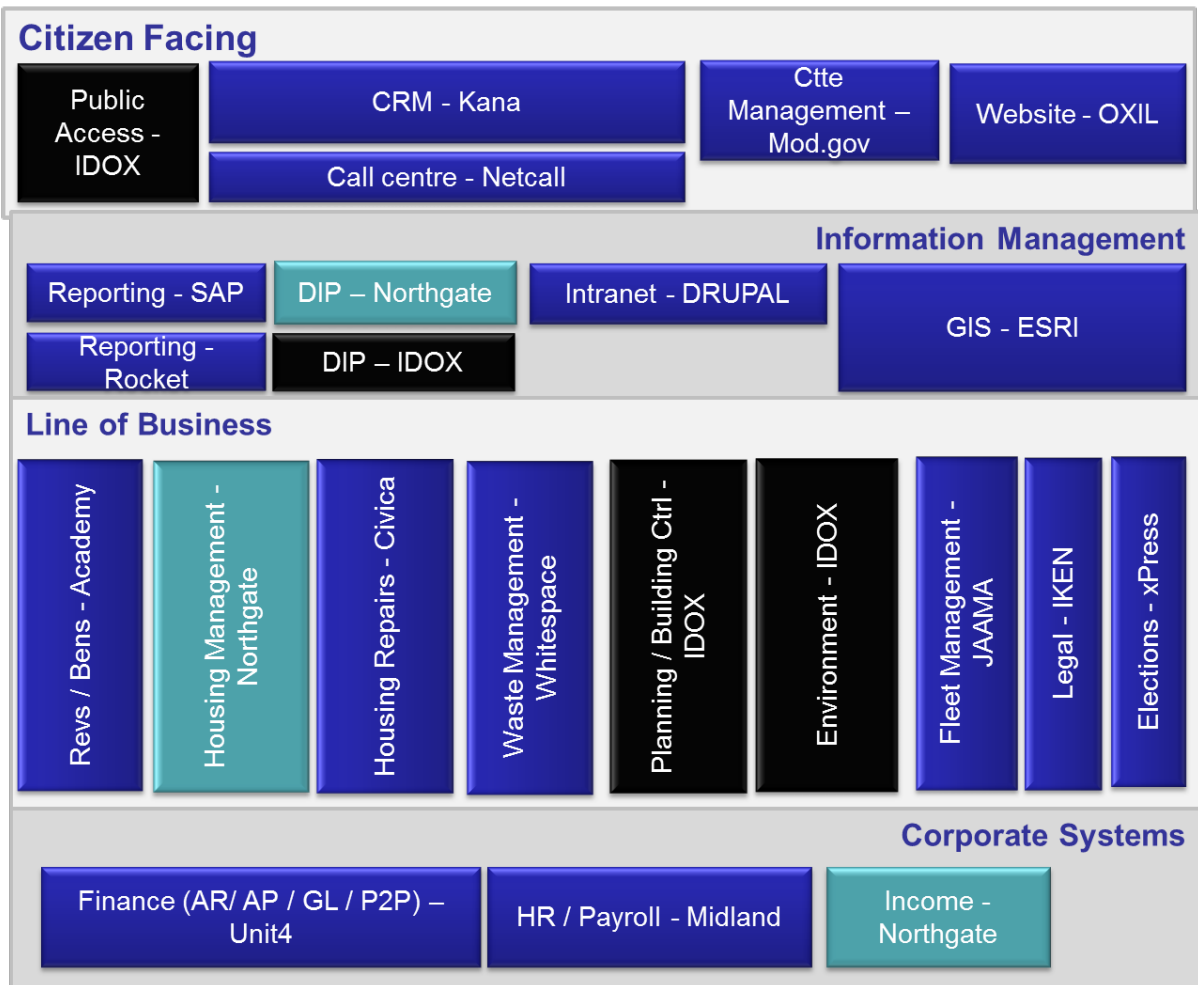 Citizen Facing
Public
Access -
IDOX
CRM - Kana
Call centre - Netcall
Ctte
Management –
Mod.gov
Website - OXIL
Information Management
Reporting - SAP
DIP – Northgate
Intranet - DRUPAL
GIS - ESRI
Reporting -
Rocket
DIP – IDOX
Line of Business
Revs / Bens - Academy
Housing Management -
Northgate
Housing Repairs - Civica
Waste Management -
Whitespace
Planning / Building Ctrl -
IDOX
Environment - IDOX
Fleet Management -
JAAMA
Legal - IKEN
Elections - xPress
Corporate Systems
Finance (AR/ AP / GL / P2P) –
Unit4
HR / Payroll - Midland
Income -
Northgate